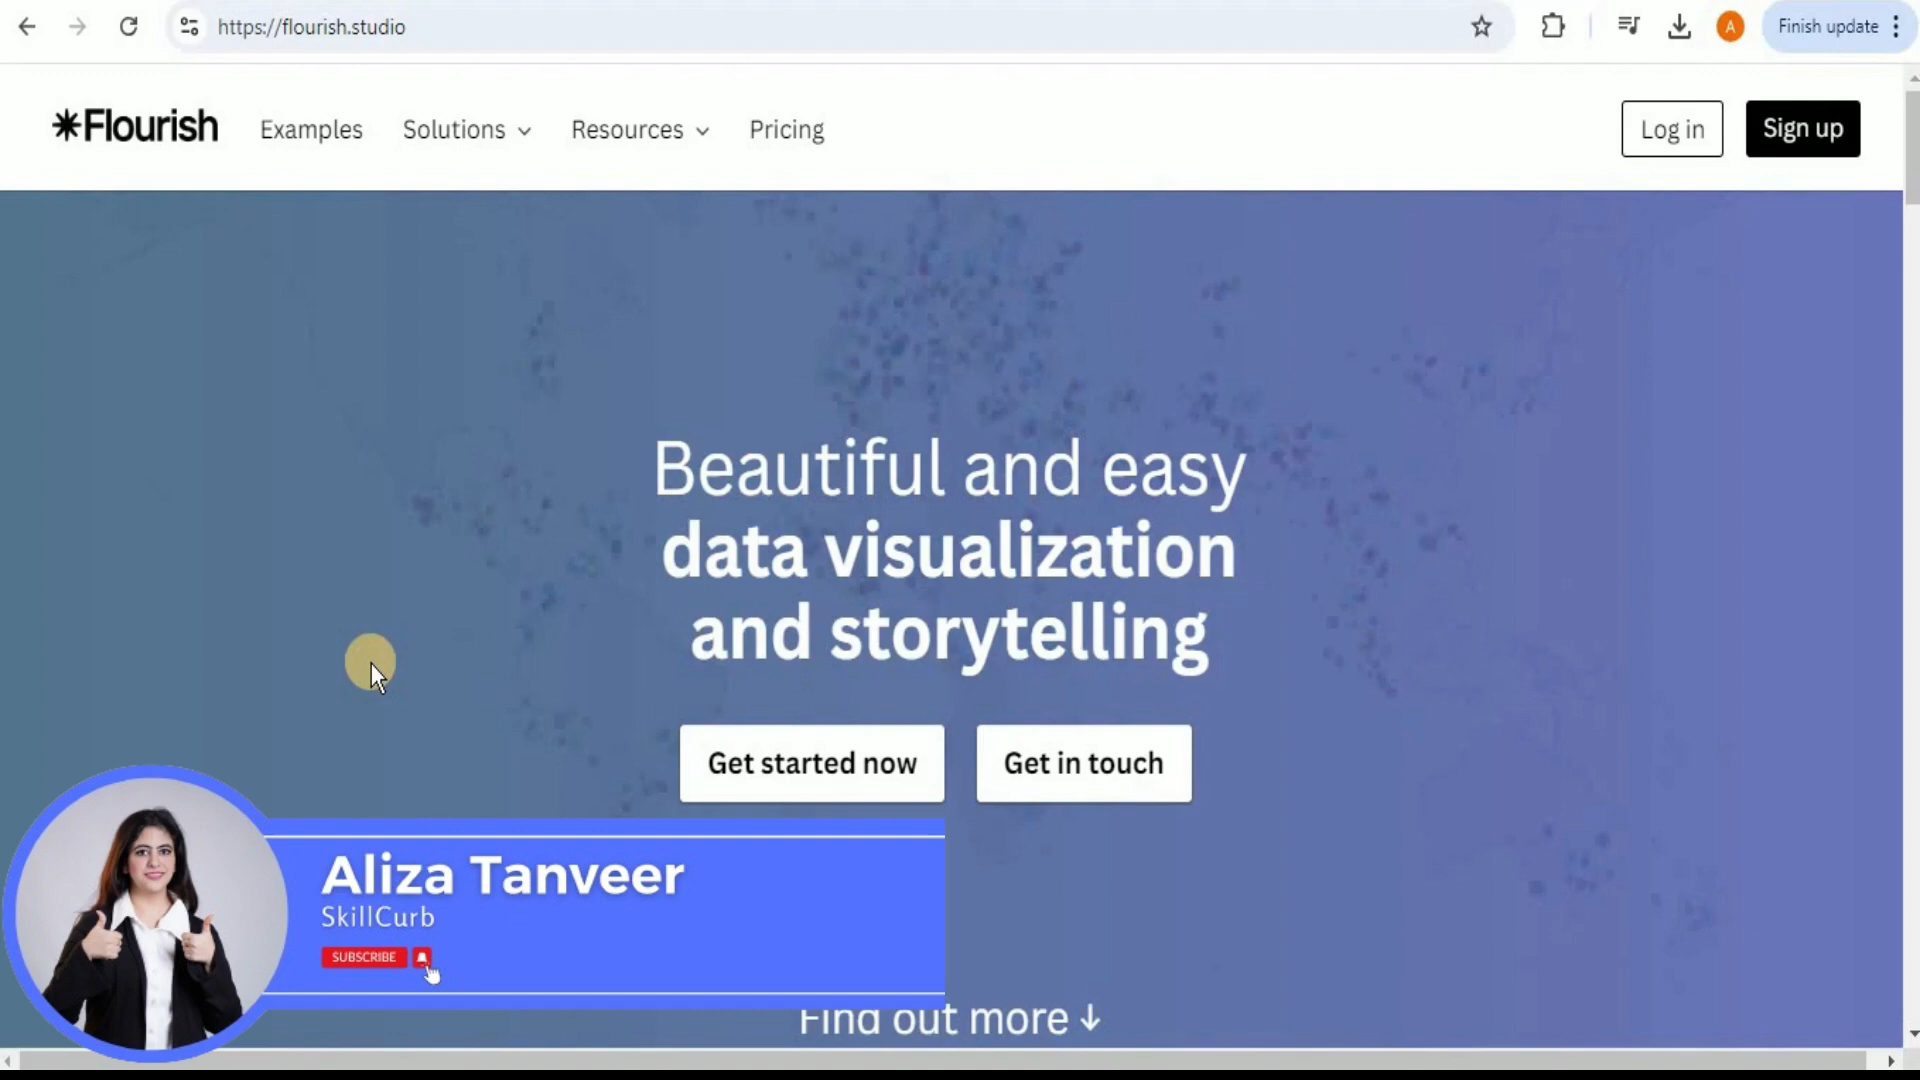 https://flourish.studio
A
Finish update
Flourish
Examples
Solutions
Resources
Pricing
Log in
Sign up
Beautiful and easy
data visualization
and storytelling
Get started now
Get in touch
Aliza Tanveer
SkillCurb
SUBSCRIBE
Find out more ↓